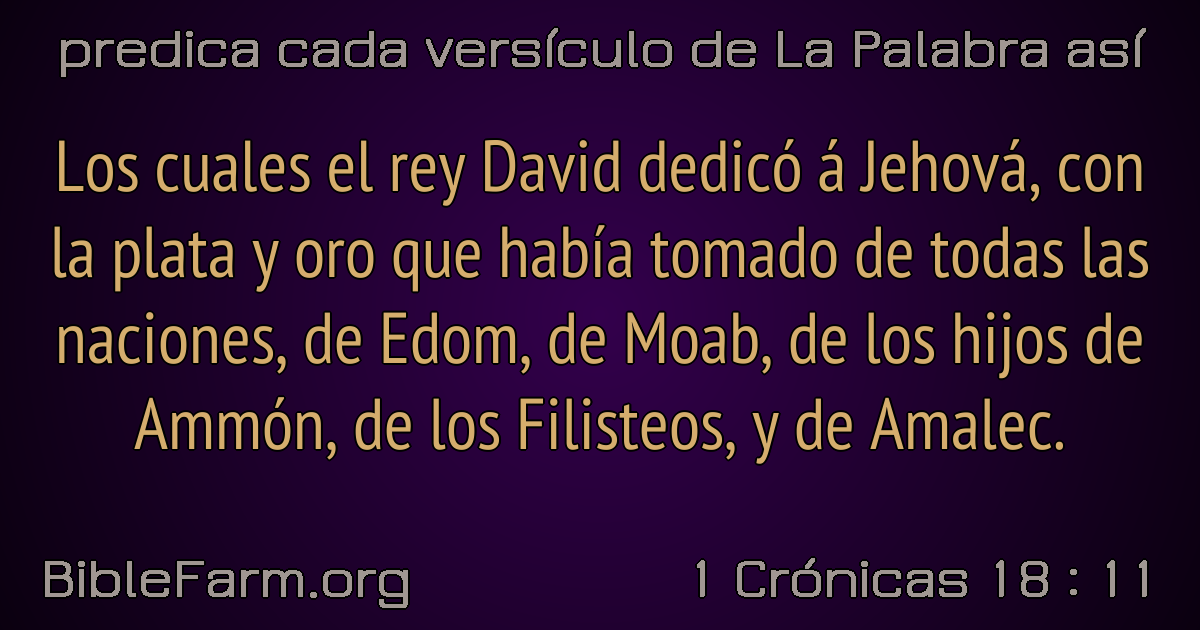 predica cada versículo de La Palabra así
Los cuales el rey David dedicó á Jehová, con
la plata y oro que había tomado de todas las
naciones, de Edom, de Moab, de los hijos de
Ammón, de los Filisteos, y de Amalec.
BibleFarm.org
1 Crónicas 18 : 11